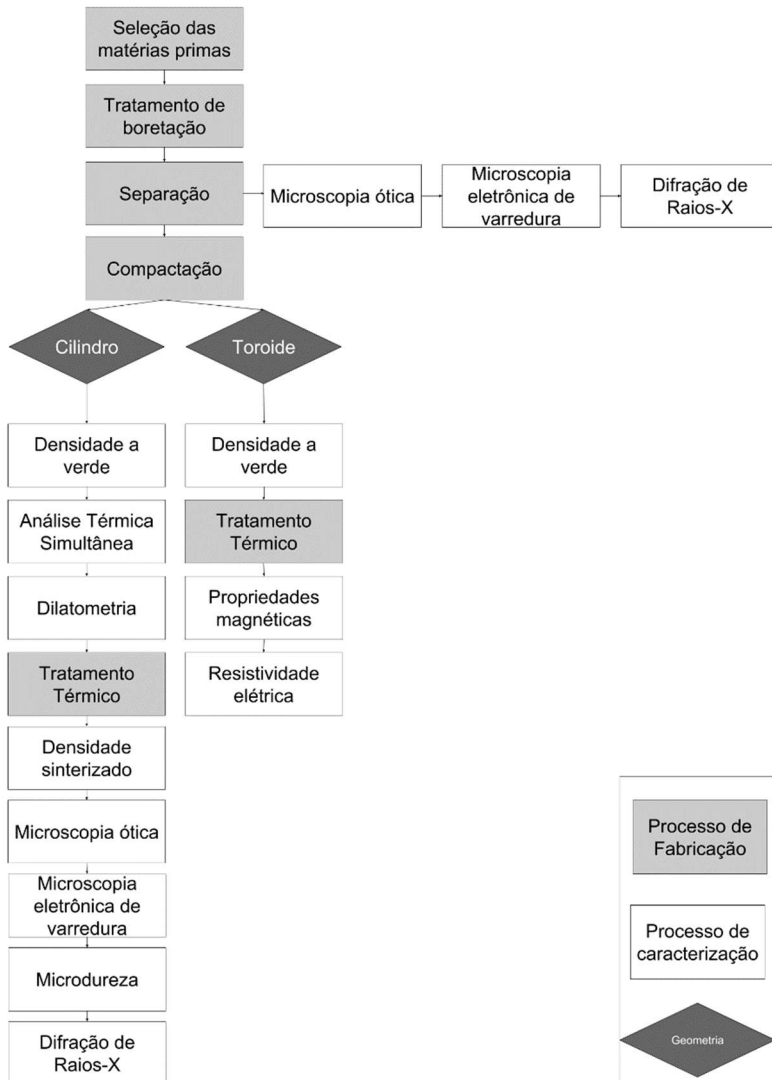 Seleção das
matérias primas
Tratamento de
boretação
Separação
Microscopia ótica
Microscopia
eletrônica de
varredura
Difração de
Raios-X
Compactação
Cilindro
Toroide
Densidade a
verde
Análise Térmica
Simultânea
Dilatometria
Tratamento
Térmico
Densidade
sinterizado
Microscopia ótica
Microscopia
eletrônica de
varredura
Microdureza
Difração de
Raios-X
Densidade a
verde
Tratamento
Térmico
Propriedades
magnéticas
Resistividade
elétrica
Processo de
Fabricação
Processo de
caracterização
Geometria